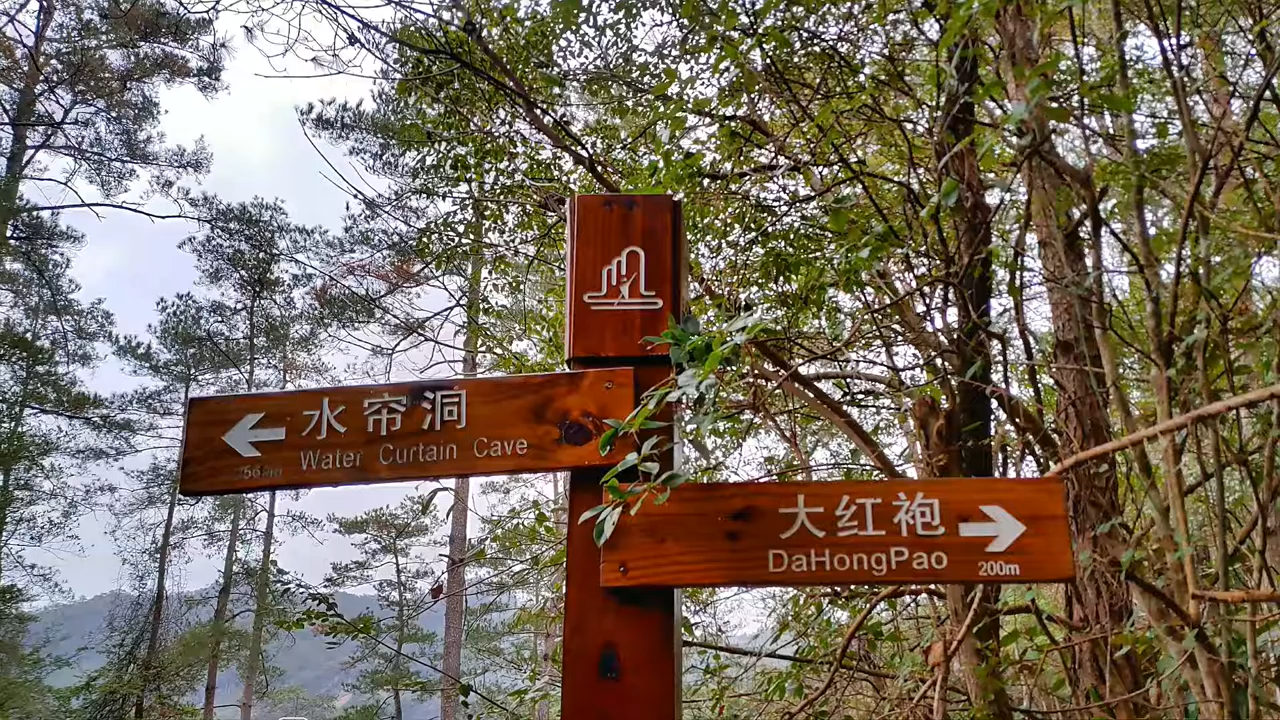 水帘洞
Water Curtain Cave
大红袍
DaHongPao
200m